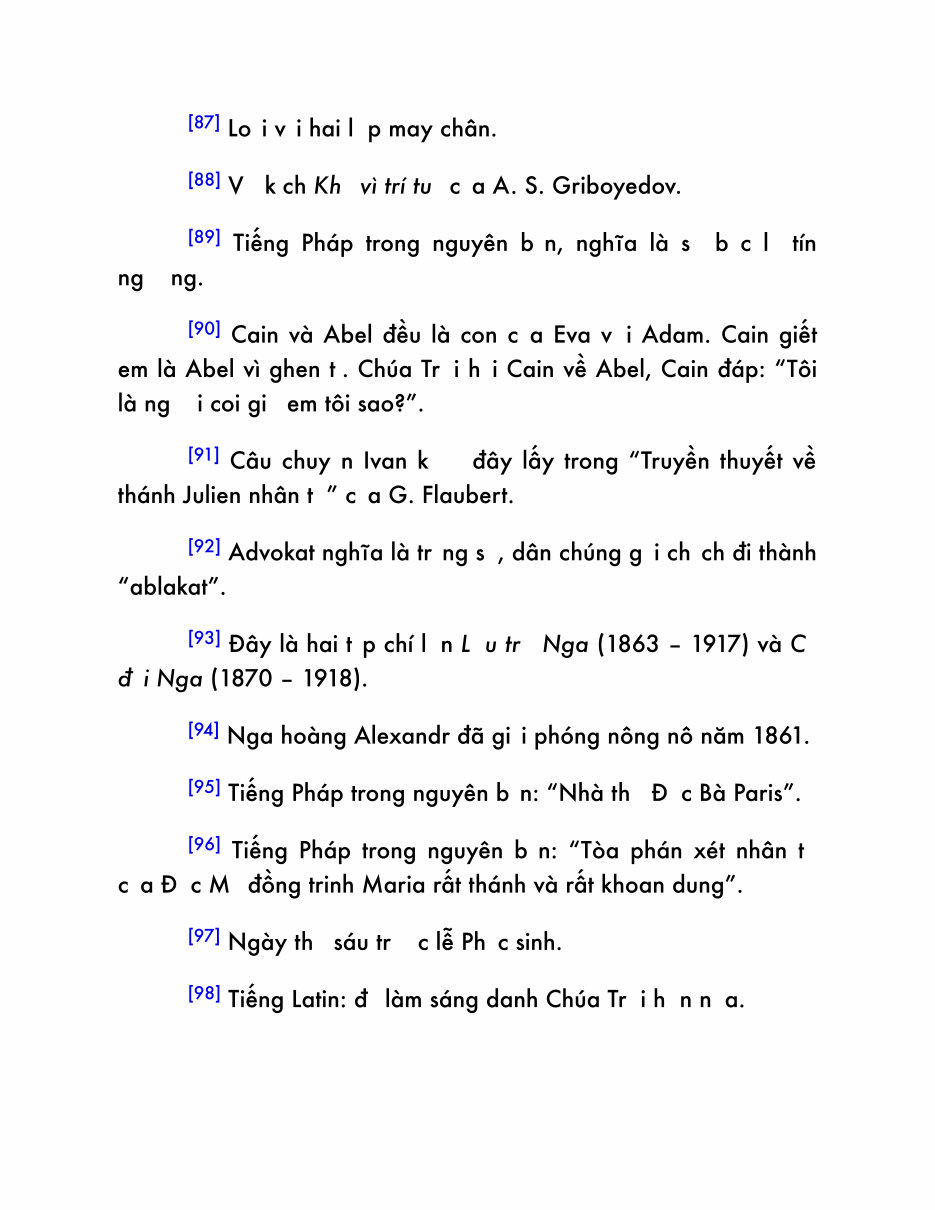 [87] Lo i v i hai l p may chân.
[88] V k ch Kh vì trí tu c a A. S. Griboyedov.
[89] Tiếng Pháp trong nguyên b n, nghĩa là s b c l tín
ng ng.
[90] Cain và Abel đều là con c a Eva v i Adam. Cain giết
em là Abel vì ghen t . Chúa Tr i h i Cain về Abel, Cain đáp: “Tôi
là ng i coi gi em tôi sao?”.
[91] Câu chuy n Ivan k đây lấy trong “Truyền thuyết về
thánh Julien nhân t ” c a G. Flaubert.
[92] Advokat nghĩa là tr ng s , dân chúng g i ch ch đi thành
“ablakat”.
[93] Đây là hai t p chí l n L u tr Nga (1863 – 1917) và C
đ i Nga (1870 – 1918).
[94] Nga hoàng Alexandr đã gi i phóng nông nô năm 1861.
[95] Tiếng Pháp trong nguyên b n: “Nhà th Đ c Bà Paris”.
[96] Tiếng Pháp trong nguyên b n: “Tòa phán xét nhân t
c a Đ c M đồng trinh Maria rất thánh và rất khoan dung”.
[97] Ngày th sáu tr c lễ Ph c sinh.
[98] Tiếng Latin: đ làm sáng danh Chúa Tr i h n n a.